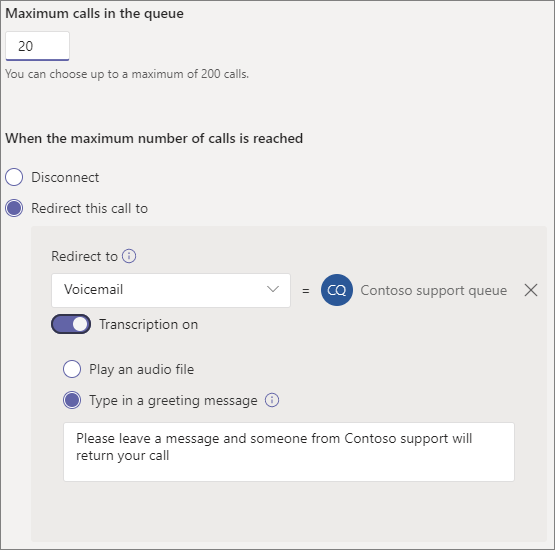 Maximum calls in the queue
20
You can choose up to a maximum of 200 calls.
When the maximum number of calls is reached
Disconnect
Redirect this call to
Redirect to
Voicemail = CQ Contoso support queue
Transcription on
Play an audio file
Type in a greeting message
Please leave a message and someone from Contoso support will
return your call